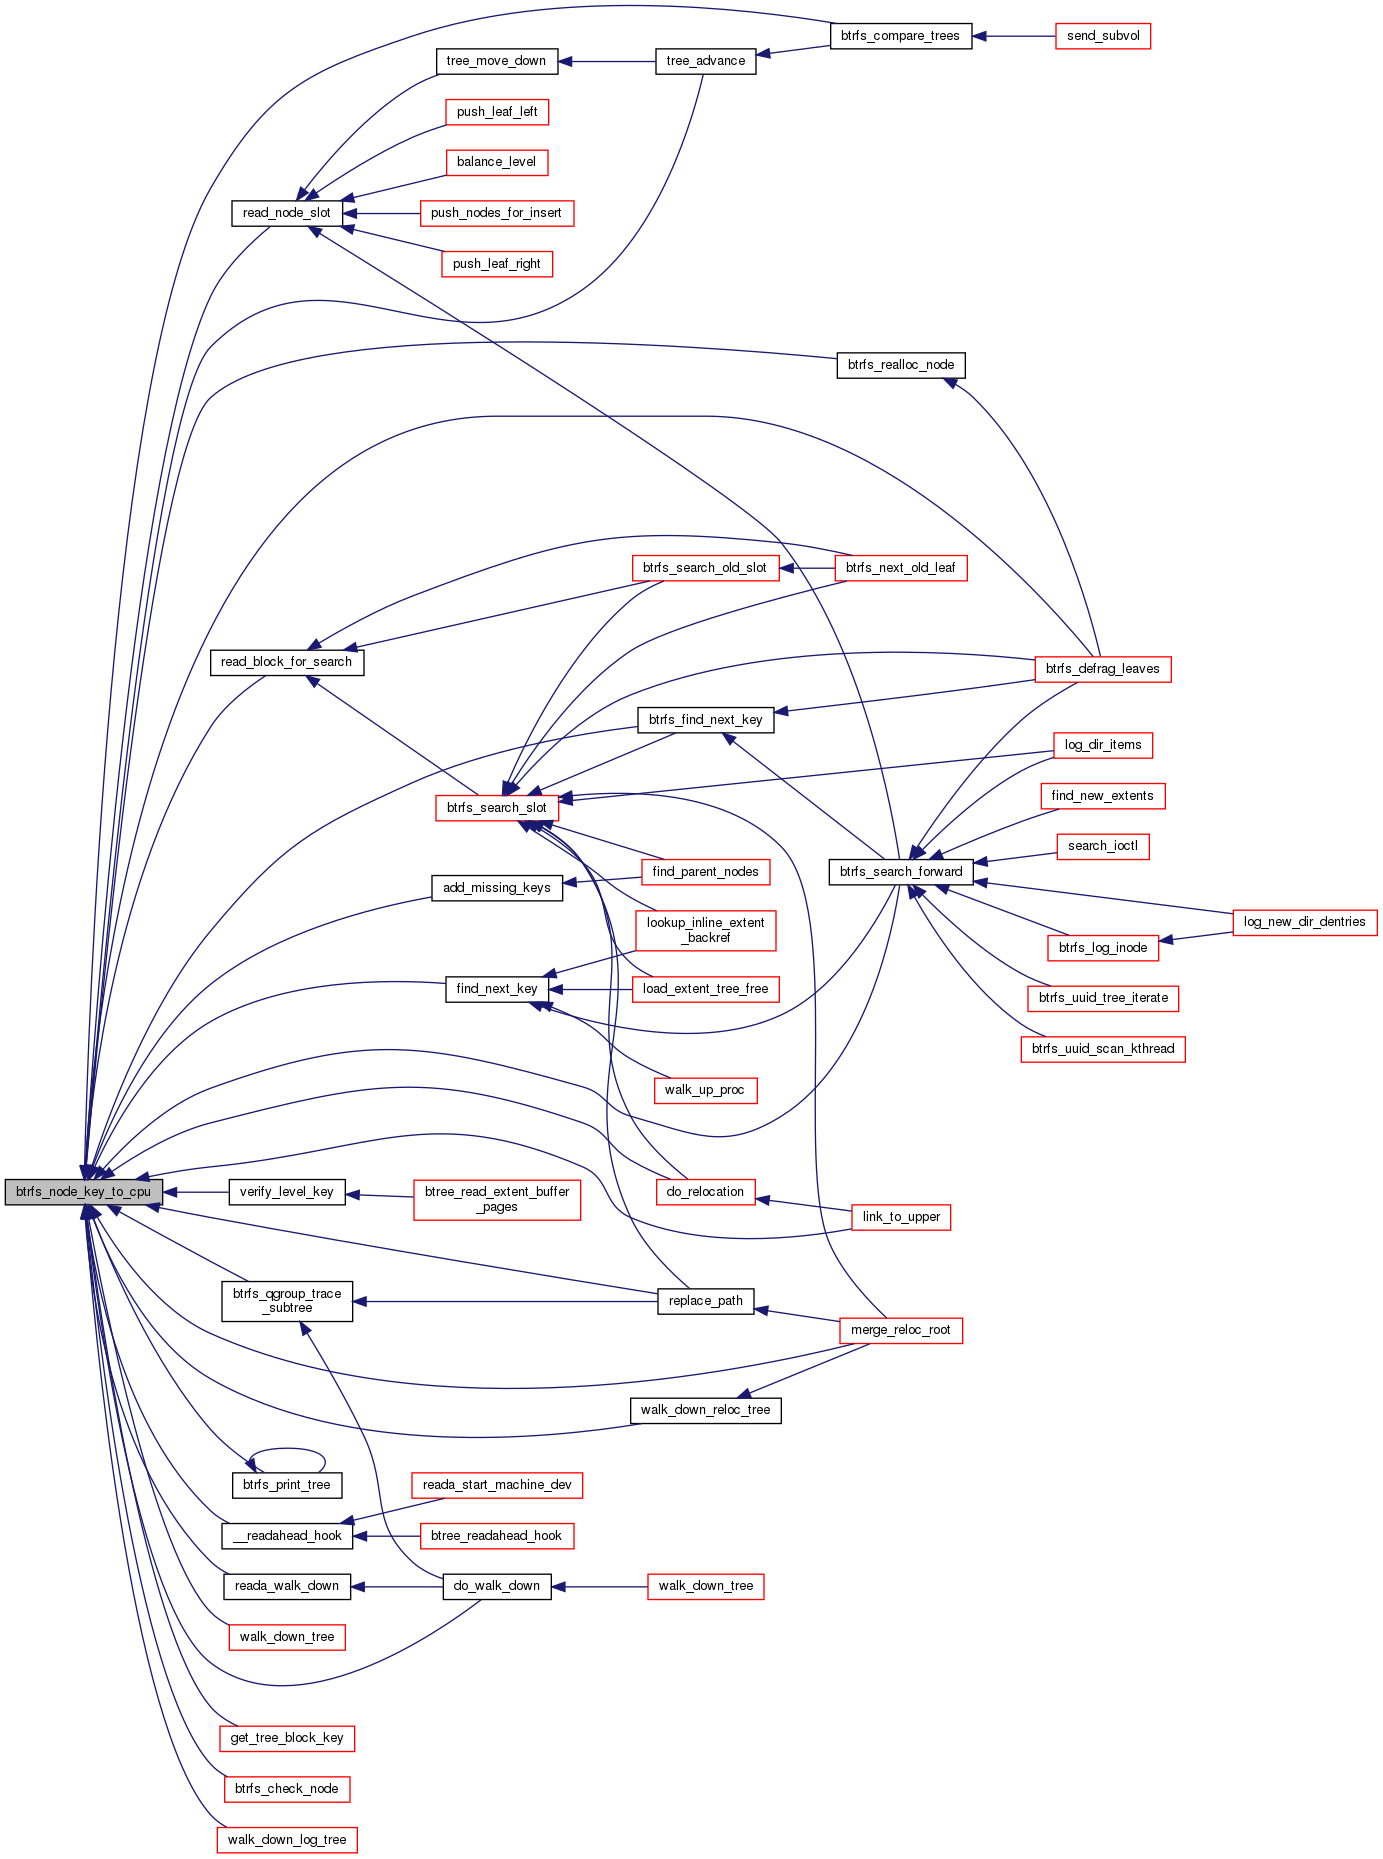 btrfs_compare_trees
send_subvol
tree_move_down
tree_advance
push_leaf_left
balance_level
read_node_slot
push_nodes_for_insert
push_leaf_right
btrfs_realloc_node
btrfs_search_old_slot
btrfs_next_old_leaf
read_block_for_search
btrfs_defrag_leaves
btrfs_find_next_key
log_dir_items
find_new_extents
btrfs_search_slot
search_ioctl
find_parent_nodes
btrfs_search_forward
add_missing_keys
lookup_inline_extent
_backref
log_new_dir_dentries
btrfs_log_inode
find_next_key
load_extent_tree_free
btrfs_uuid_tree_iterate
btrfs_uuid_scan_kthread
walk_up_proc
btrfs_node_key_to_cpu
verify_level_key
btree_read_extent_buffer
_pages
do_relocation
link_to_upper
btrfs_qgroup_trace
_subtree
replace_path
merge_reloc_root
walk_down_reloc_tree
btrfs_print_tree
reada_start_machine_dev
__readahead_hook
btree_readahead_hook
reada_walk_down
do_walk_down
walk_down_tree
walk_down_tree
get_tree_block_key
btrfs_check_node
walk_down_log_tree